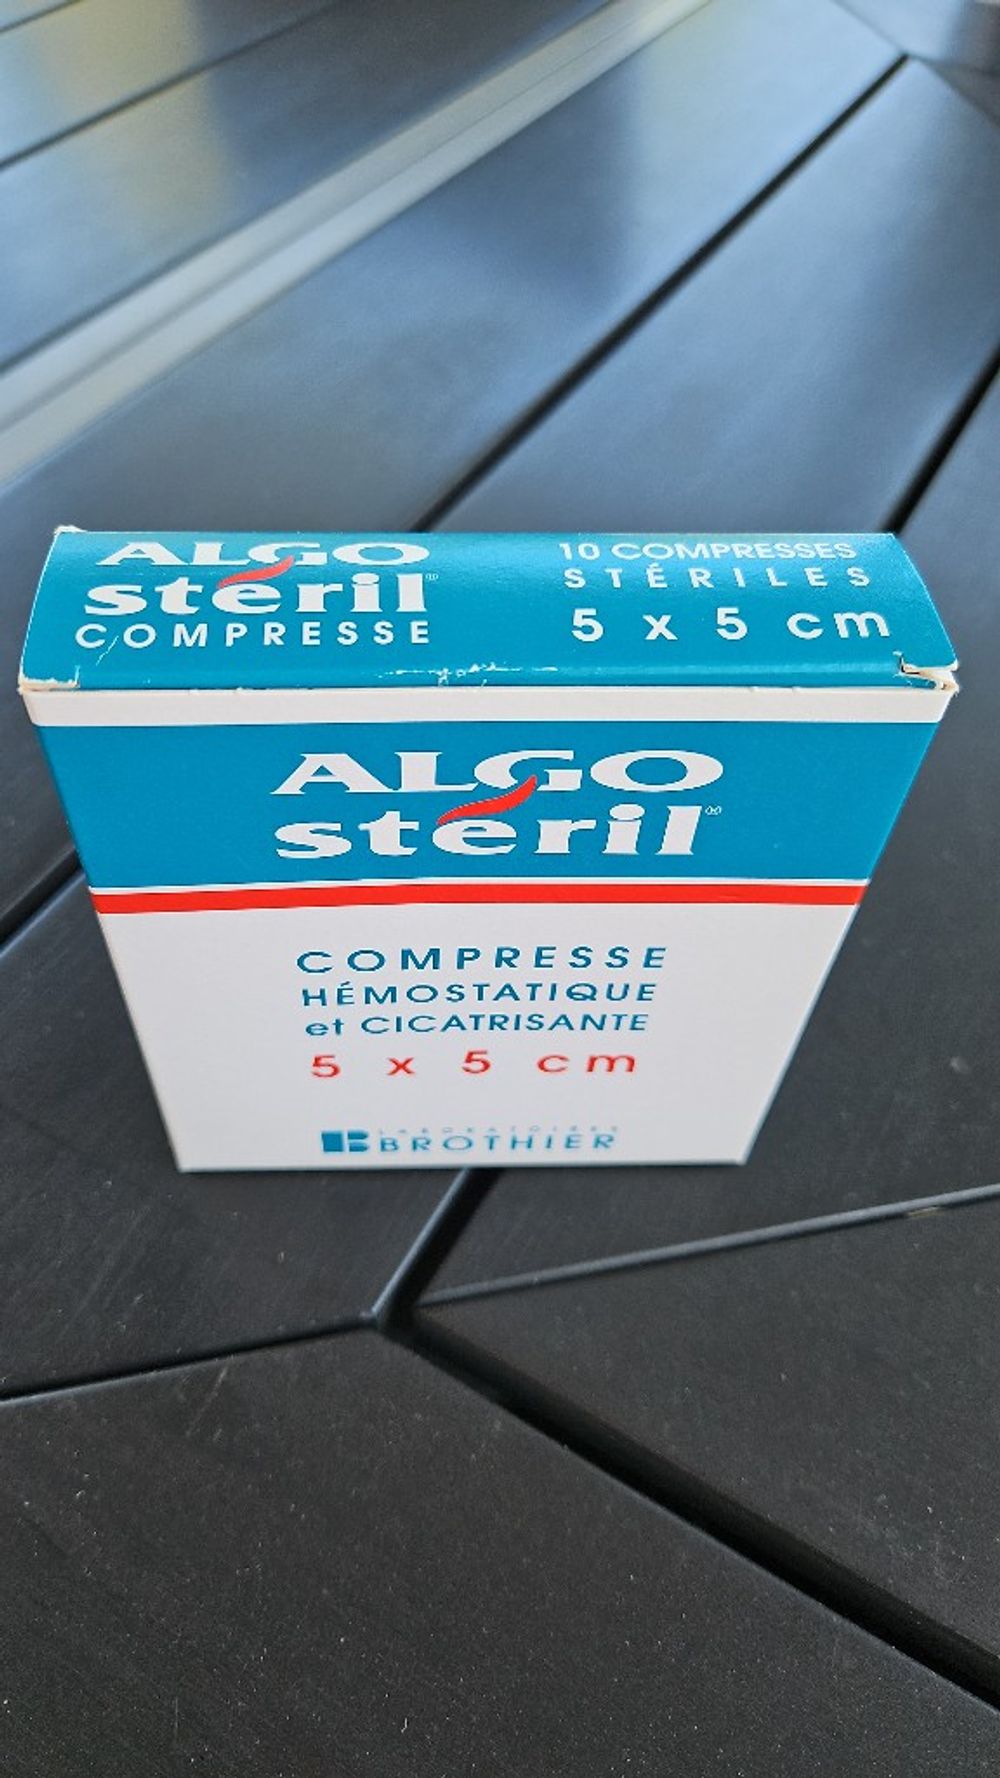 ALGO
stéril®
COMPRESSE
10 COMPRESSES
STÉRILES
5 x 5 cm
ALGO
stéril®
COMPRESSE
HÉMOSTATIQUE
et CICATRISANTE
5 x 5 cm
LABORATOIRES
BROTHIER